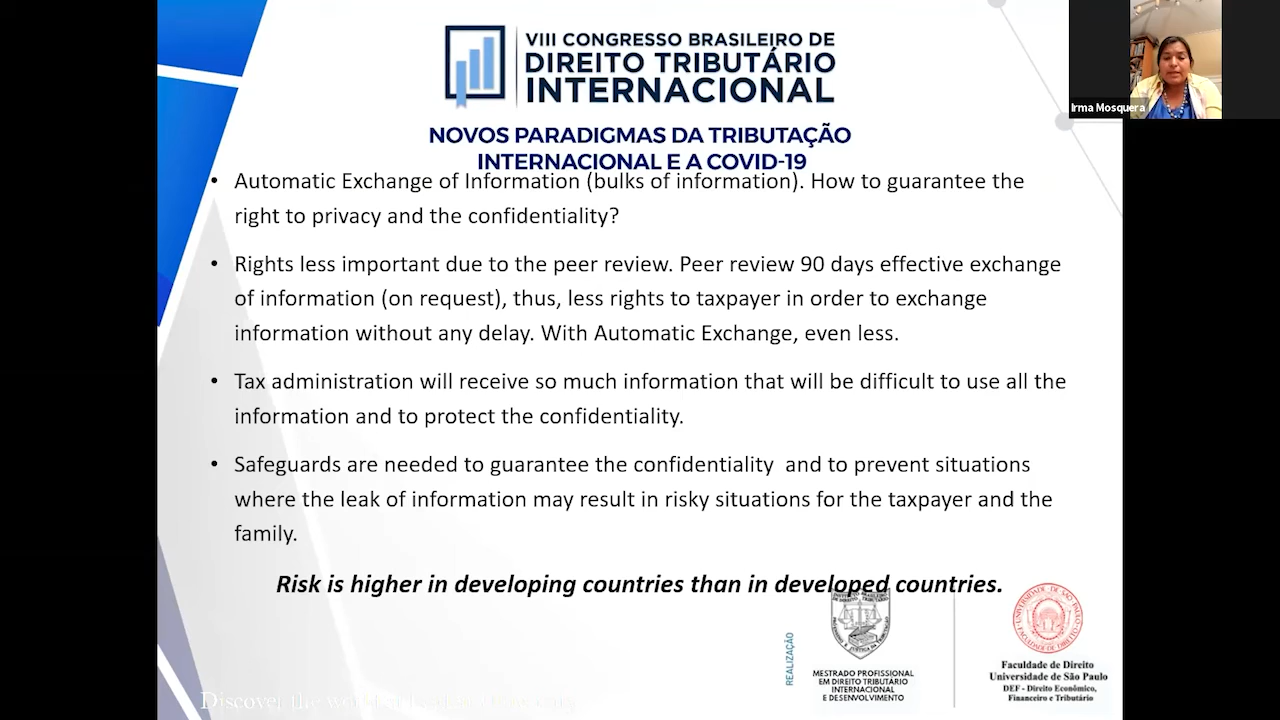 VIII CONGRESSO BRASILEIRO DE
DIREITO TRIBUTÁRIO
INTERNACIONAL
NOVOS PARADIGMAS DA TRIBUTAÇÃO
INTERNACIONAL E A COVID-19
Irma Mosquera
• Automatic Exchange of Information (bulks of information). How to guarantee the
right to privacy and the confidentiality?
• Rights less important due to the peer review. Peer review 90 days effective exchange
of information (on request), thus, less rights to taxpayer in order to exchange
information without any delay. With Automatic Exchange, even less.
• Tax administration will receive so much information that will be difficult to use all the
information and to protect the confidentiality.
• Safeguards are needed to guarantee the confidentiality and to prevent situations
where the leak of information may result in risky situations for the taxpayer and the
family.
Risk is higher in developing countries than in developed countries.
REALIZAÇÃO
MESTRADO PROFISSIONAL
EM DIREITO TRIBUTÁRIO
INTERNACIONAL
E DESENVOLVIMENTO
Faculdade de Direito
Universidade de São Paulo
DEF - Direito Econômico,
Financeiro e Tributário
Discover the world